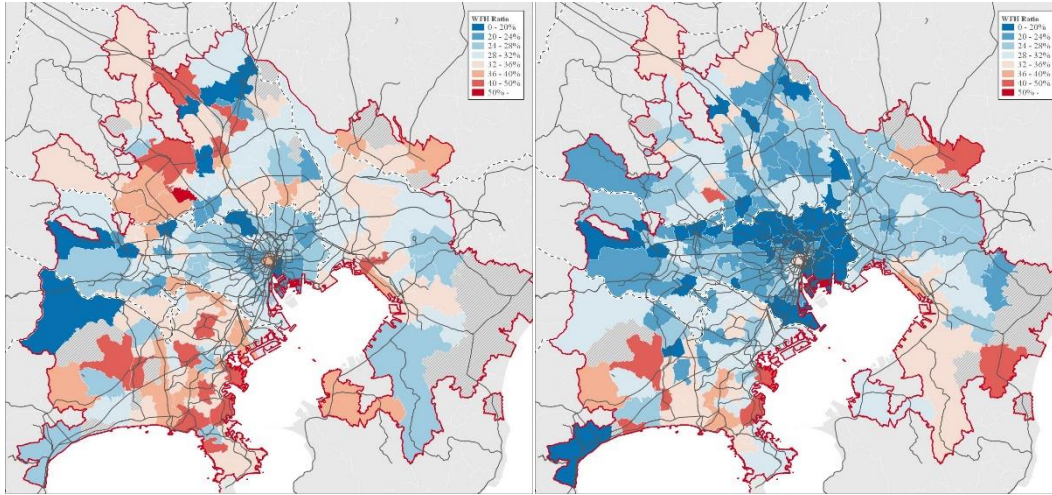 WFH Ratio
0 - 20%
20 - 24%
24 - 28%
28 - 32%
32 - 36%
36 - 40%
40 - 50%
50% -
WFH Ratio
0 - 20%
20 - 24%
24 - 28%
28 - 32%
32 - 36%
36 - 40%
40 - 50%
50% -